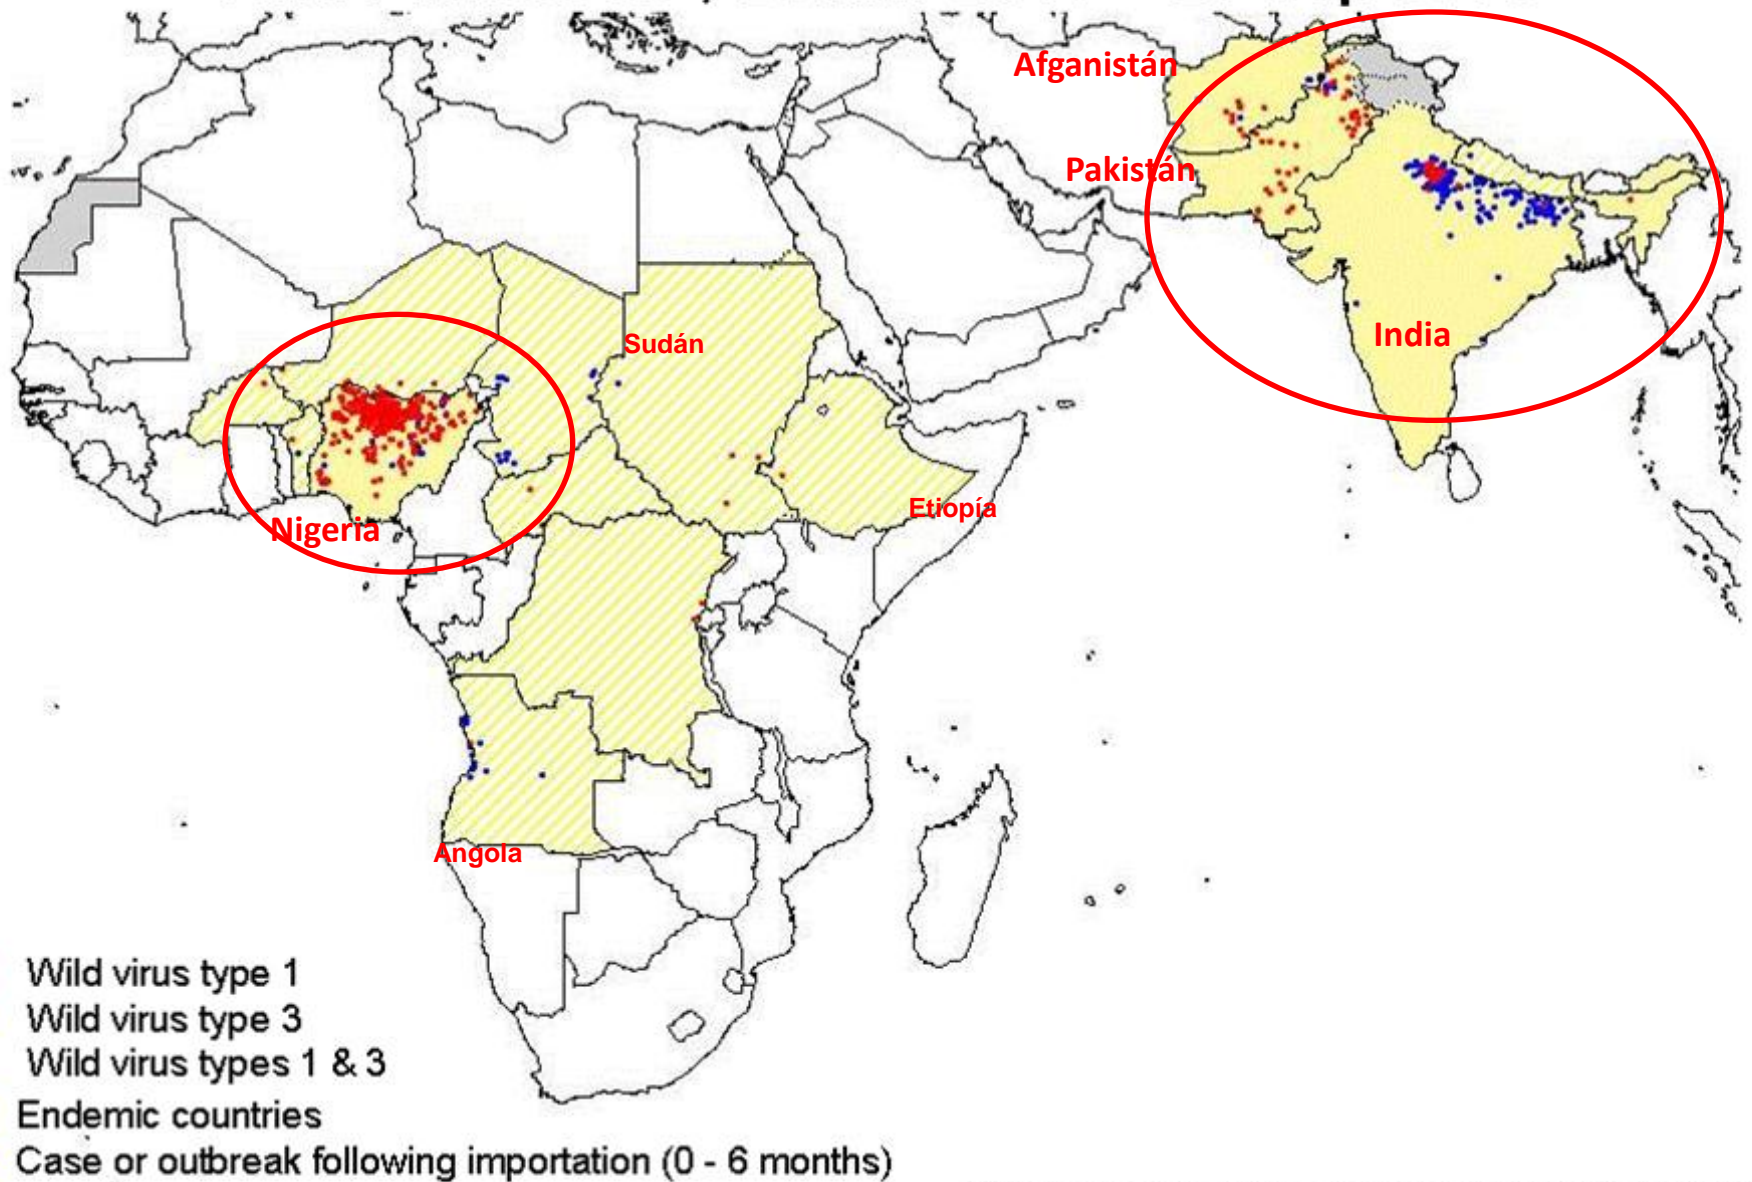 Afganistán
Pakistán
India
Sudán
Etiopía
Nigeria
Angola
Wild virus type 1
Wild virus type 3
Wild virus types 1 & 3
Endemic countries
Case or outbreak following importation (0 - 6 months)